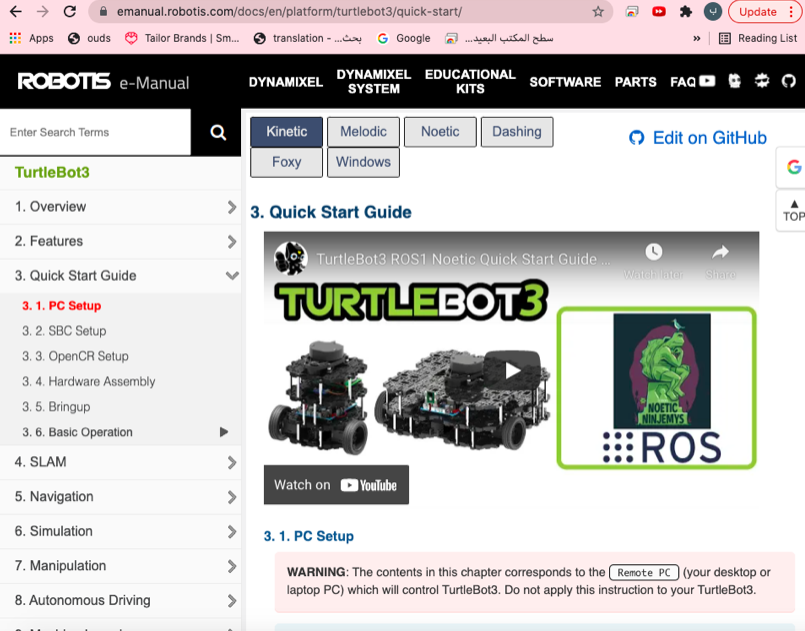 emanual.robotis.com/docs/en/platform/turtlebot3/quick-start/
Update
Apps
ouds
Tailor Brands | Sm...
translation - بحث...
Google
سطح المكتب البعيد...
»
Reading List
ROBOTIS e-Manual
DYNAMIXEL
DYNAMIXEL SYSTEM
EDUCATIONAL KITS
SOFTWARE
PARTS
FAQ
Enter Search Terms
TurtleBot3
1. Overview
2. Features
3. Quick Start Guide
3. 1. PC Setup
3. 2. SBC Setup
3. 3. OpenCR Setup
3. 4. Hardware Assembly
3. 5. Bringup
3. 6. Basic Operation
4. SLAM
5. Navigation
6. Simulation
7. Manipulation
8. Autonomous Driving
Kinetic
Melodic
Noetic
Dashing
Foxy
Windows
Edit on GitHub
TOP
3. Quick Start Guide
TurtleBot3 ROS1 Noetic Quick Start Guide ...
Watch later
Share
TURTLEBOT3
NOETIC
NINJEMYS
ROS
Watch on YouTube
3. 1. PC Setup
WARNING: The contents in this chapter corresponds to the Remote PC (your desktop or
laptop PC) which will control TurtleBot3. Do not apply this instruction to your TurtleBot3.